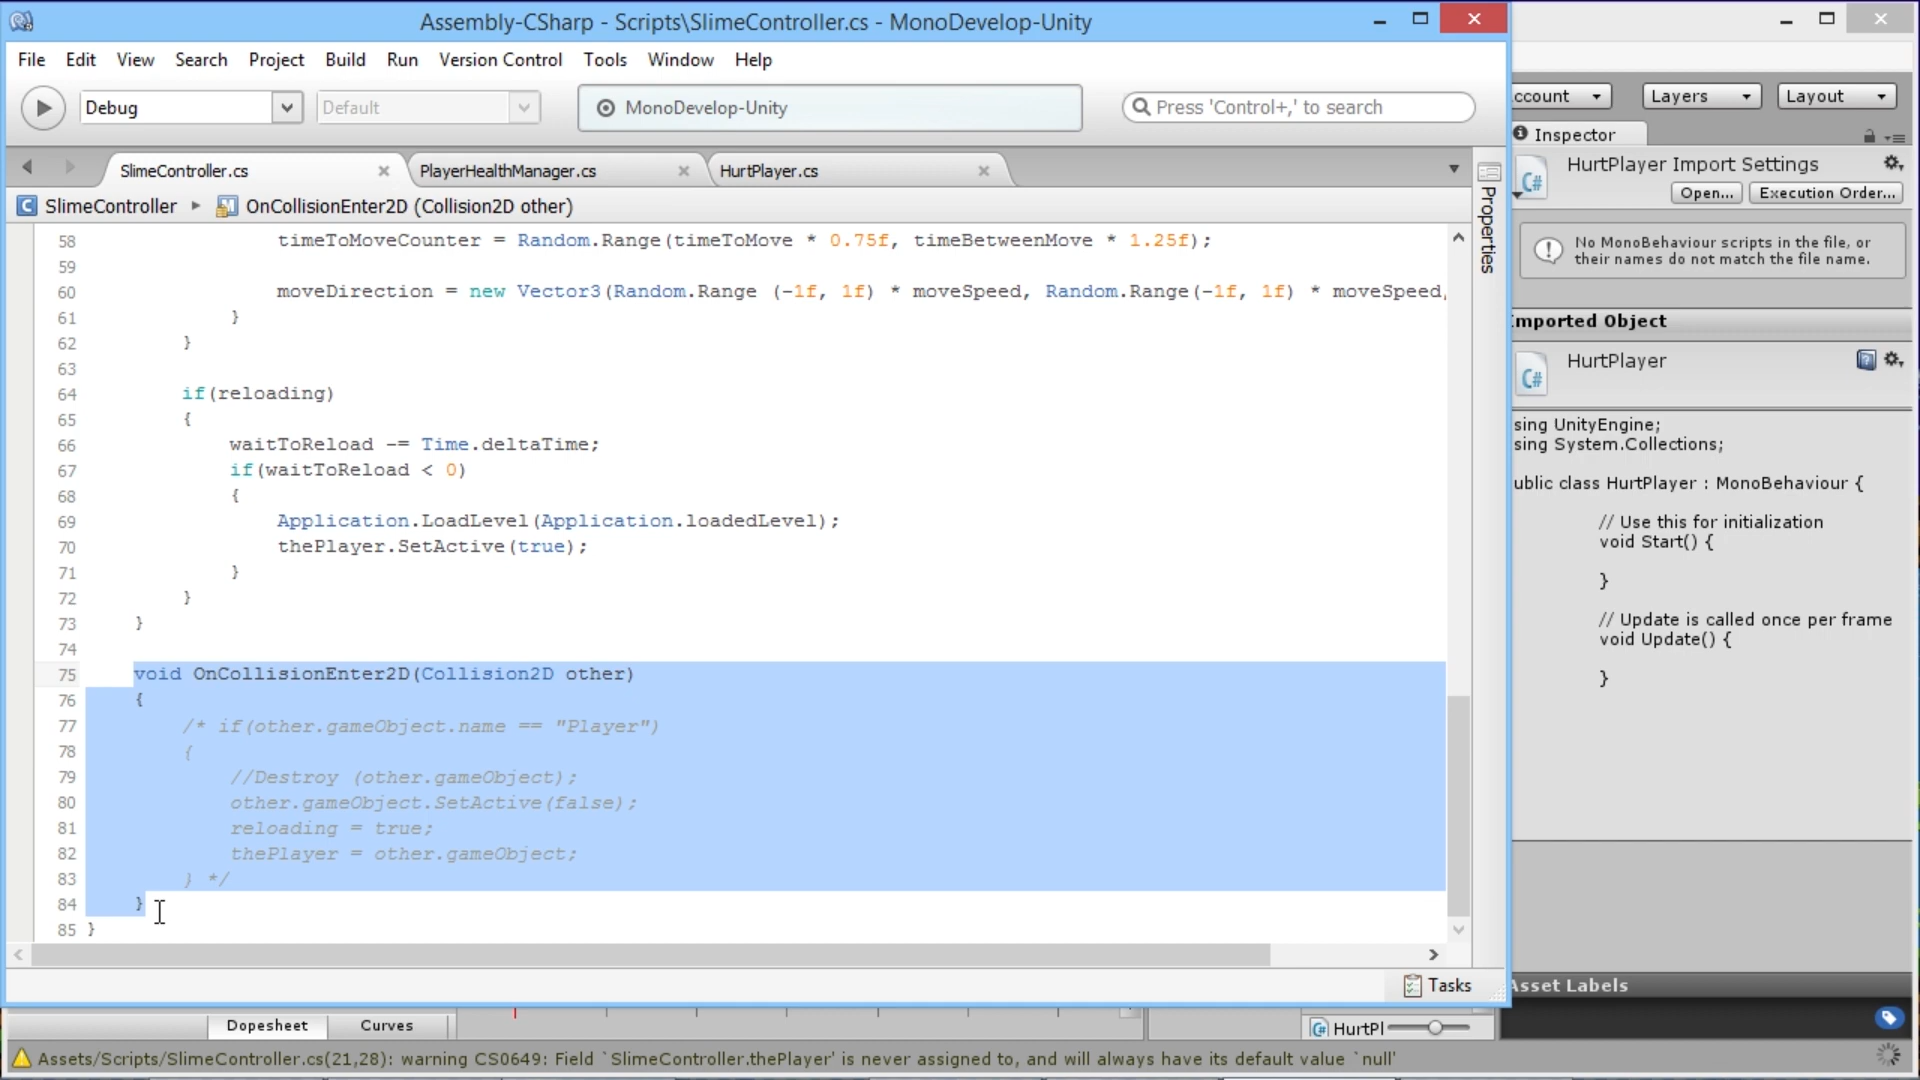 Assembly-CSharp - Scripts\SlimeController.cs - MonoDevelop-Unity
File Edit View Search Project Build Run Version Control Tools Window Help
Debug Default MonoDevelop-Unity Press 'Control+,' to search
SlimeController.cs PlayerHealthManager.cs HurtPlayer.cs
SlimeController OnCollisionEnter2D (Collision2D other)
58 timeToMoveCounter = Random.Range(timeToMove * 0.75f, timeBetweenMove * 1.25f);
59
60 moveDirection = new Vector3(Random.Range (-1f, 1f) * moveSpeed, Random.Range(-1f, 1f) * moveSpeed,
61 }
62 }
63
64 if(reloading)
65 {
66 waitToReload -= Time.deltaTime;
67 if(waitToReload < 0)
68 {
69 Application.LoadLevel(Application.loadedLevel);
70 thePlayer.SetActive(true);
71 }
72 }
73 }
74
75 void OnCollisionEnter2D(Collision2D other)
76 {
77 /* if(other.gameObject.name == "Player")
78 {
79 //Destroy (other.gameObject);
80 other.gameObject.SetActive(false);
81 reloading = true;
82 thePlayer = other.gameObject;
83 } */
84 }
85 }
Properties
Tasks
ccount Layers Layout
Inspector
HurtPlayer Import Settings
Open... Execution Order...
No MonoBehaviour scripts in the file, or
their names do not match the file name.
Imported Object
HurtPlayer
C#
sing UnityEngine;
sing System.Collections;
ublic class HurtPlayer : MonoBehaviour {
// Use this for initialization
void Start() {
}
// Update is called once per frame
void Update() {
}
Asset Labels
Dopesheet Curves
HurtPl
Assets/Scripts/SlimeController.cs(21,28): warning CS0649: Field `SlimeController.thePlayer' is never assigned to, and will always have its default value `null'